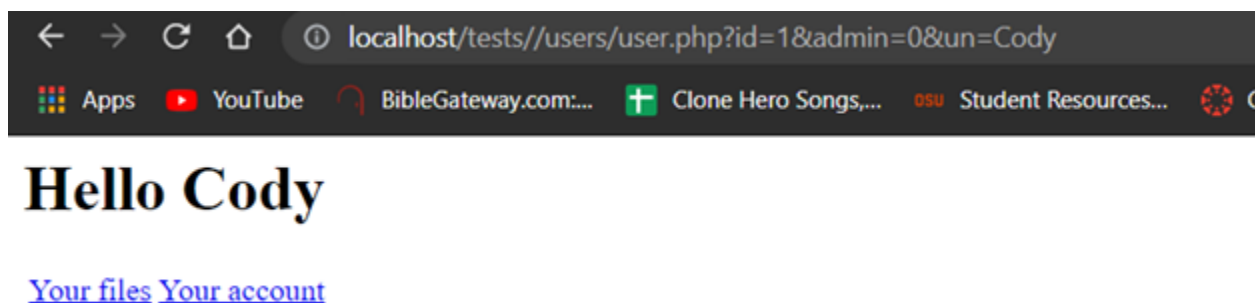 localhost/tests//users/user.php?id=1&admin=0&un=Cody
Apps YouTube BibleGateway.com:... Clone Hero Songs,... OSU Student Resources...
Hello Cody
Your files Your account